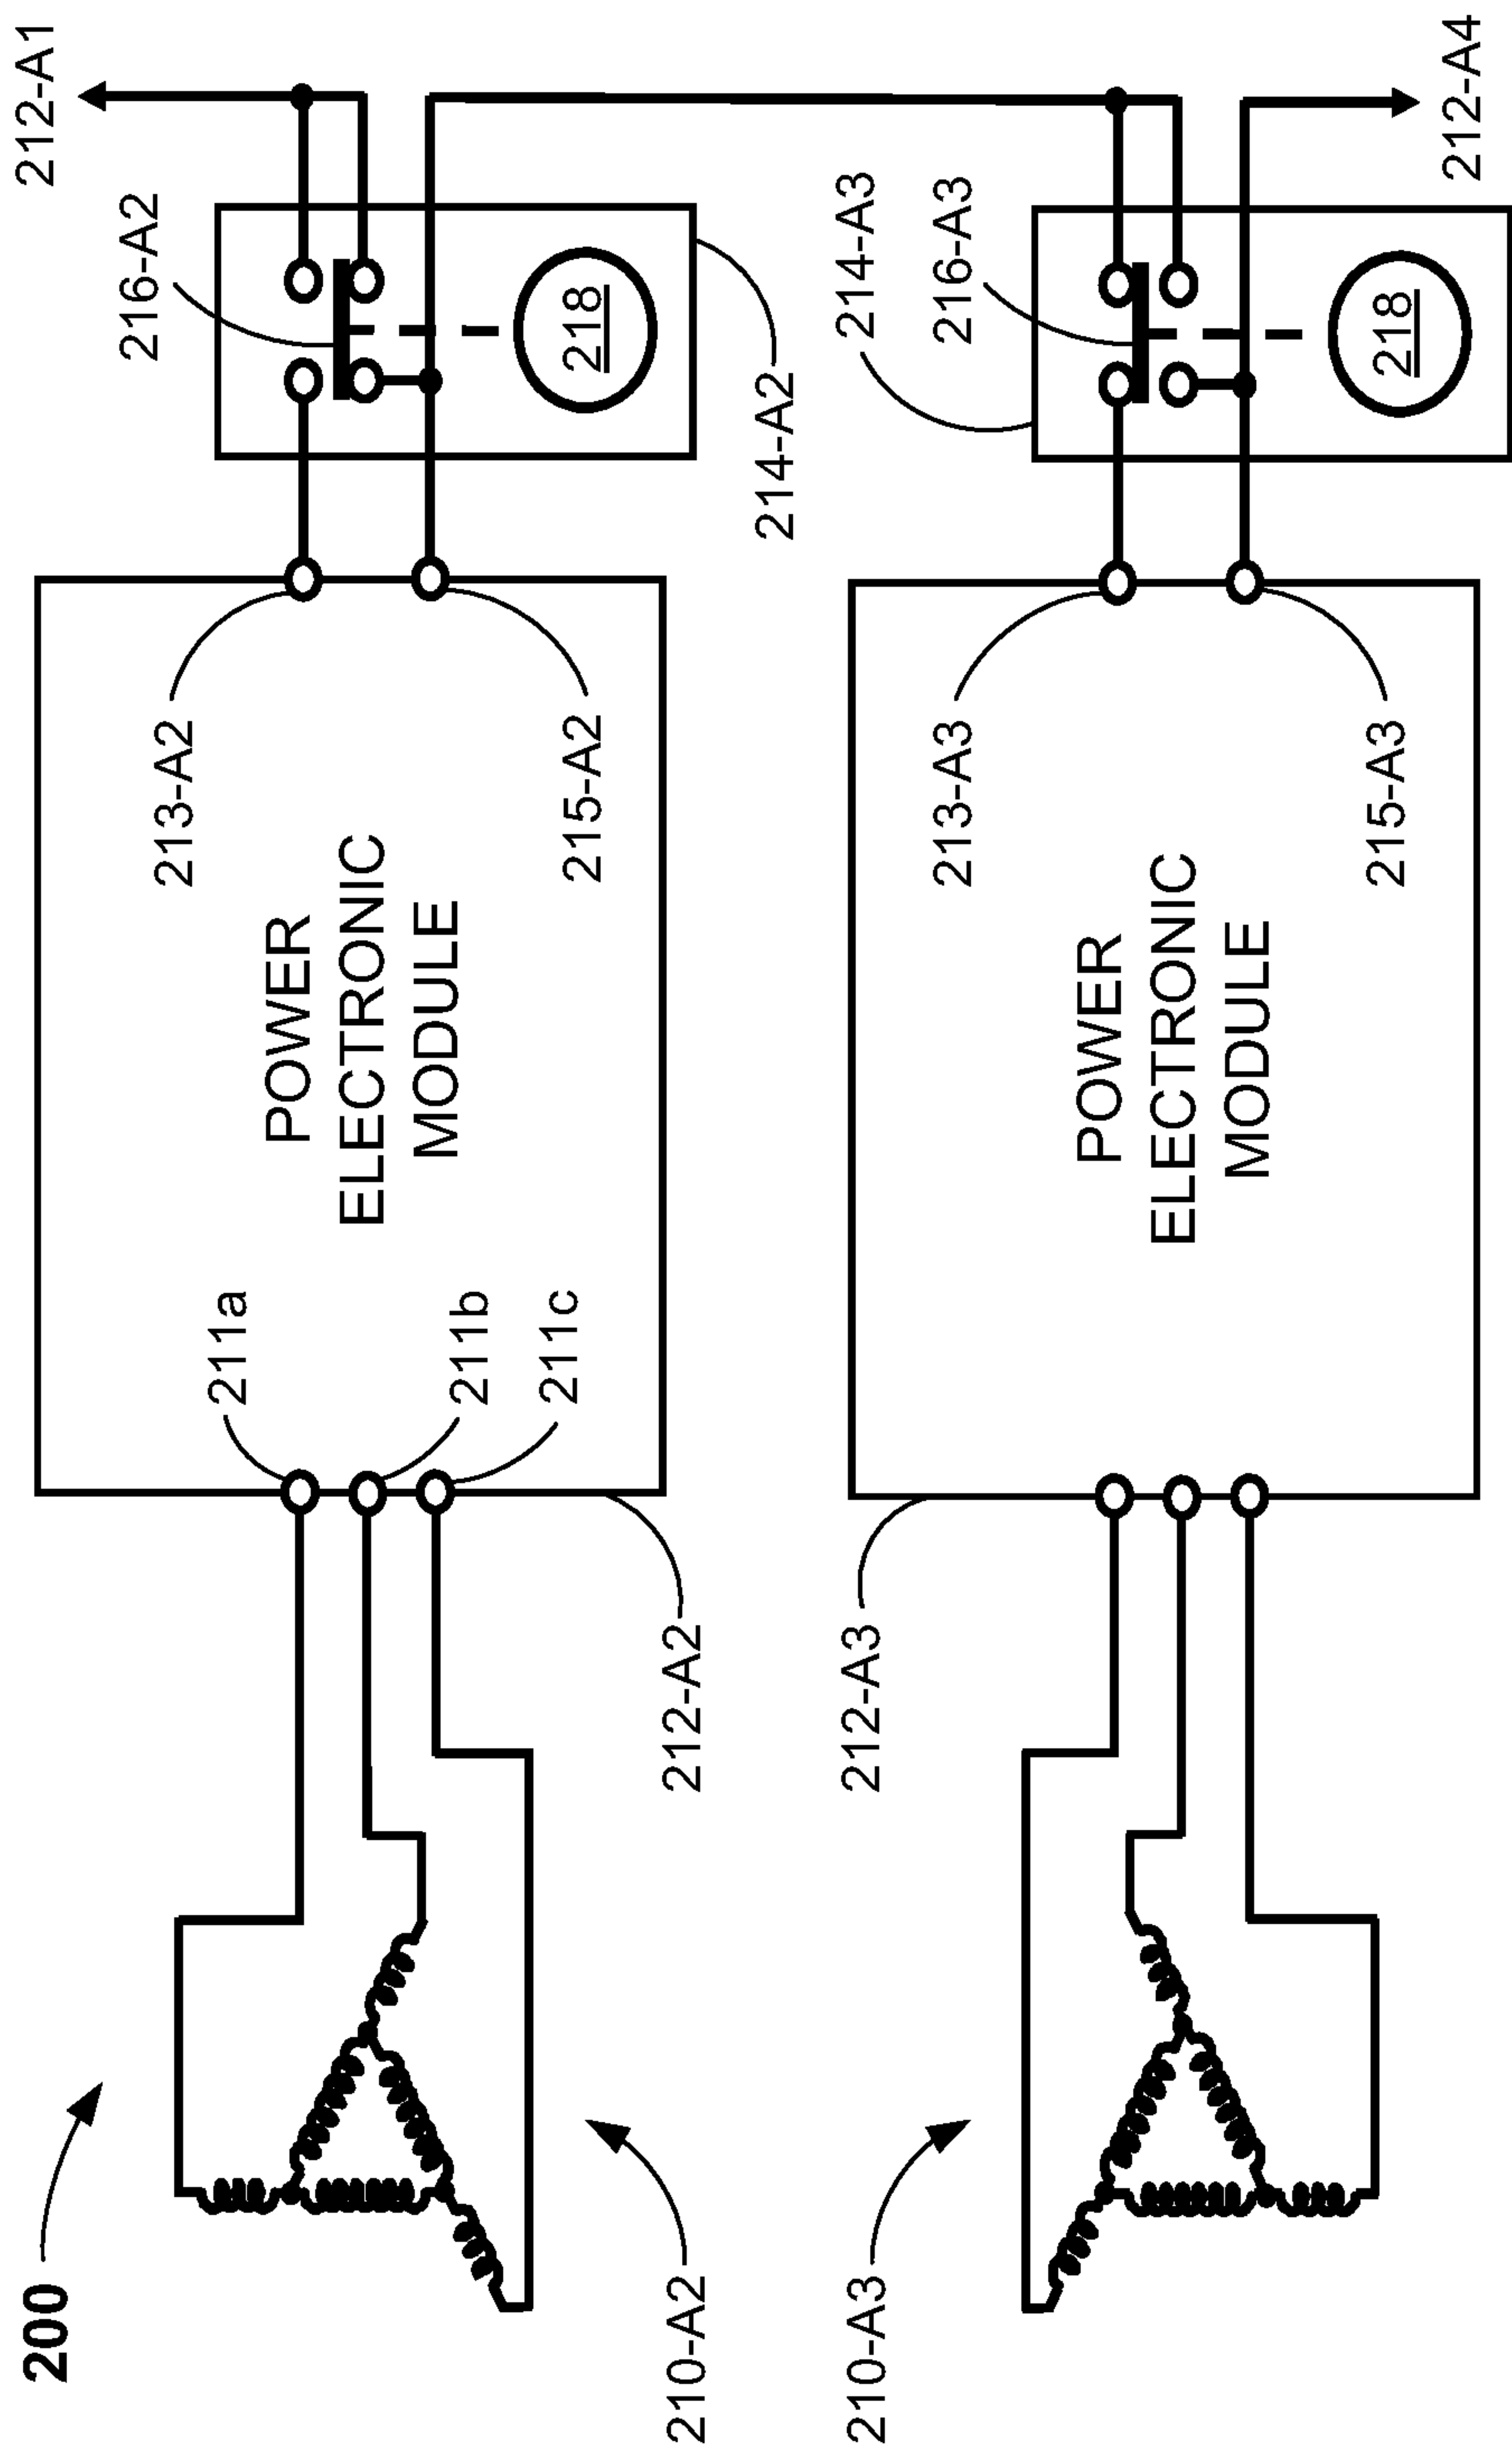 200
210-A2
210-A3
212-A2
212-A3
211a
211b
211c
POWER
ELECTRONIC
MODULE
POWER
ELECTRONIC
MODULE
213-A2
215-A2
213-A3
215-A3
214-A2
216-A2
218
214-A3
216-A3
218
212-A1
212-A4